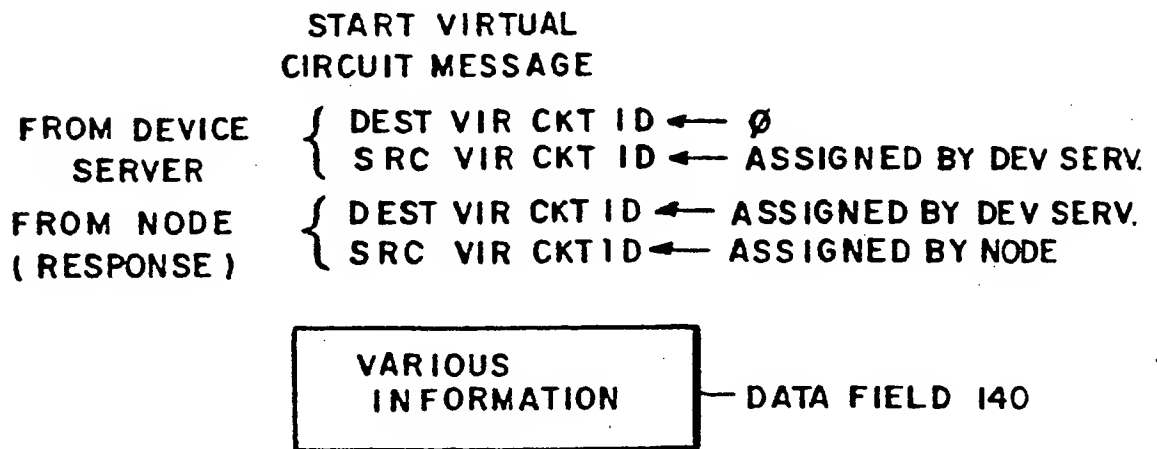 START VIRTUAL
CIRCUIT MESSAGE
FROM DEVICE
SERVER
DEST VIR CKT ID ← Ø
SRC VIR CKT ID ← ASSIGNED BY DEV SERV.
FROM NODE
(RESPONSE)
DEST VIR CKT ID ← ASSIGNED BY DEV SERV.
SRC VIR CKT ID ← ASSIGNED BY NODE
VARIOUS
INFORMATION
DATA FIELD 140